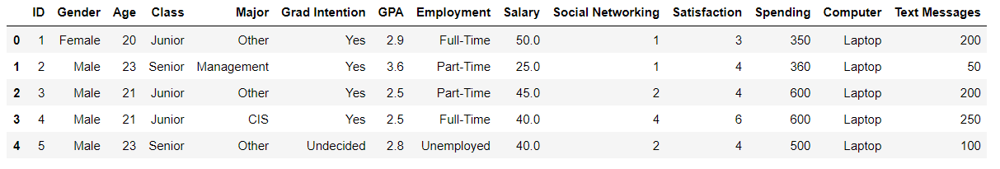 ID Gender Age Class Major Grad Intention GPA Employment Salary Social Networking Satisfaction Spending Computer Text Messages
0 1 Female 20 Junior Other Yes 2.9 Full-Time 50.0 1 3 350 Laptop 200
1 2 Male 23 Senior Management Yes 3.6 Part-Time 25.0 1 4 360 Laptop 50
2 3 Male 21 Junior Other Yes 2.5 Part-Time 45.0 2 4 600 Laptop 200
3 4 Male 21 Junior CIS Yes 2.5 Full-Time 40.0 4 6 600 Laptop 250
4 5 Male 23 Senior Other Undecided 2.8 Unemployed 40.0 2 4 500 Laptop 100